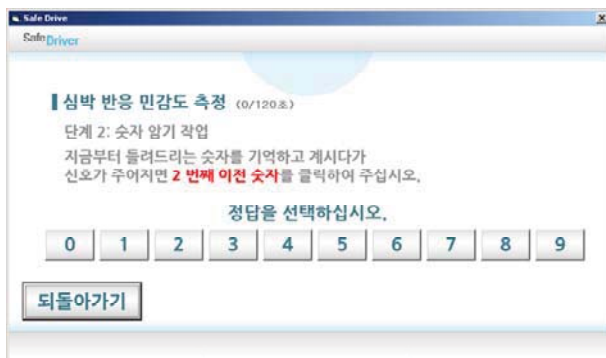 Safe Drive
SafeDriver
심박 반응 민감도 측정 (0/120초)
단계 2: 숫자 암기 작업
지금부터 들려드리는 숫자를 기억하고 계시다가
신호가 주어지면 2 번째 이전 숫자를 클릭하여 주십시오.
정답을 선택하십시오.
0 1 2 3 4 5 6 7 8 9
되돌아가기